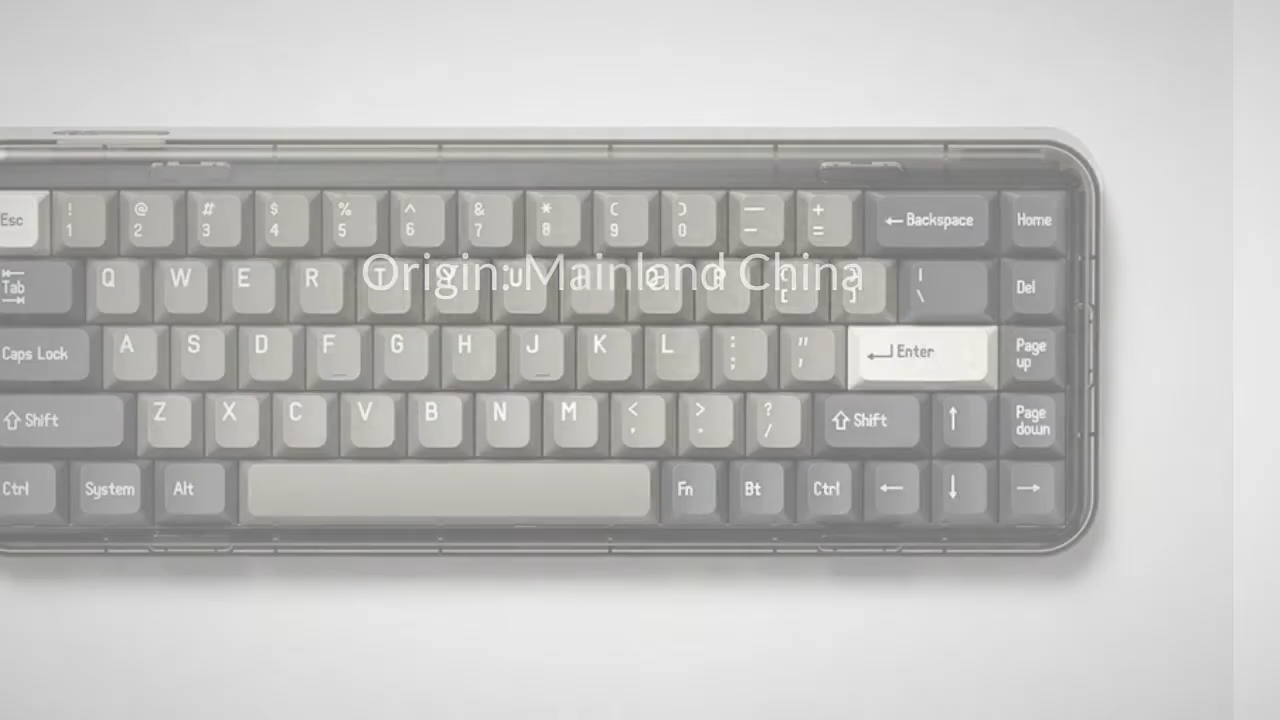 Esc ! 1 @ 2 # 3 $ 4 % 5 ^ 6 & 7 * 8 ( 9 ) 0 — - + = ← Backspace Home
Origin: Mainland China
Tab Q W E R T U O P [ ] | \ Del
Caps Lock A S D F G H J K L : ; " ' Enter Page up
⇧ Shift Z X C V B N M < , > . ? / ⇧ Shift ↑ Page down
Ctrl System Alt Fn Bt Ctrl ← ↓ →